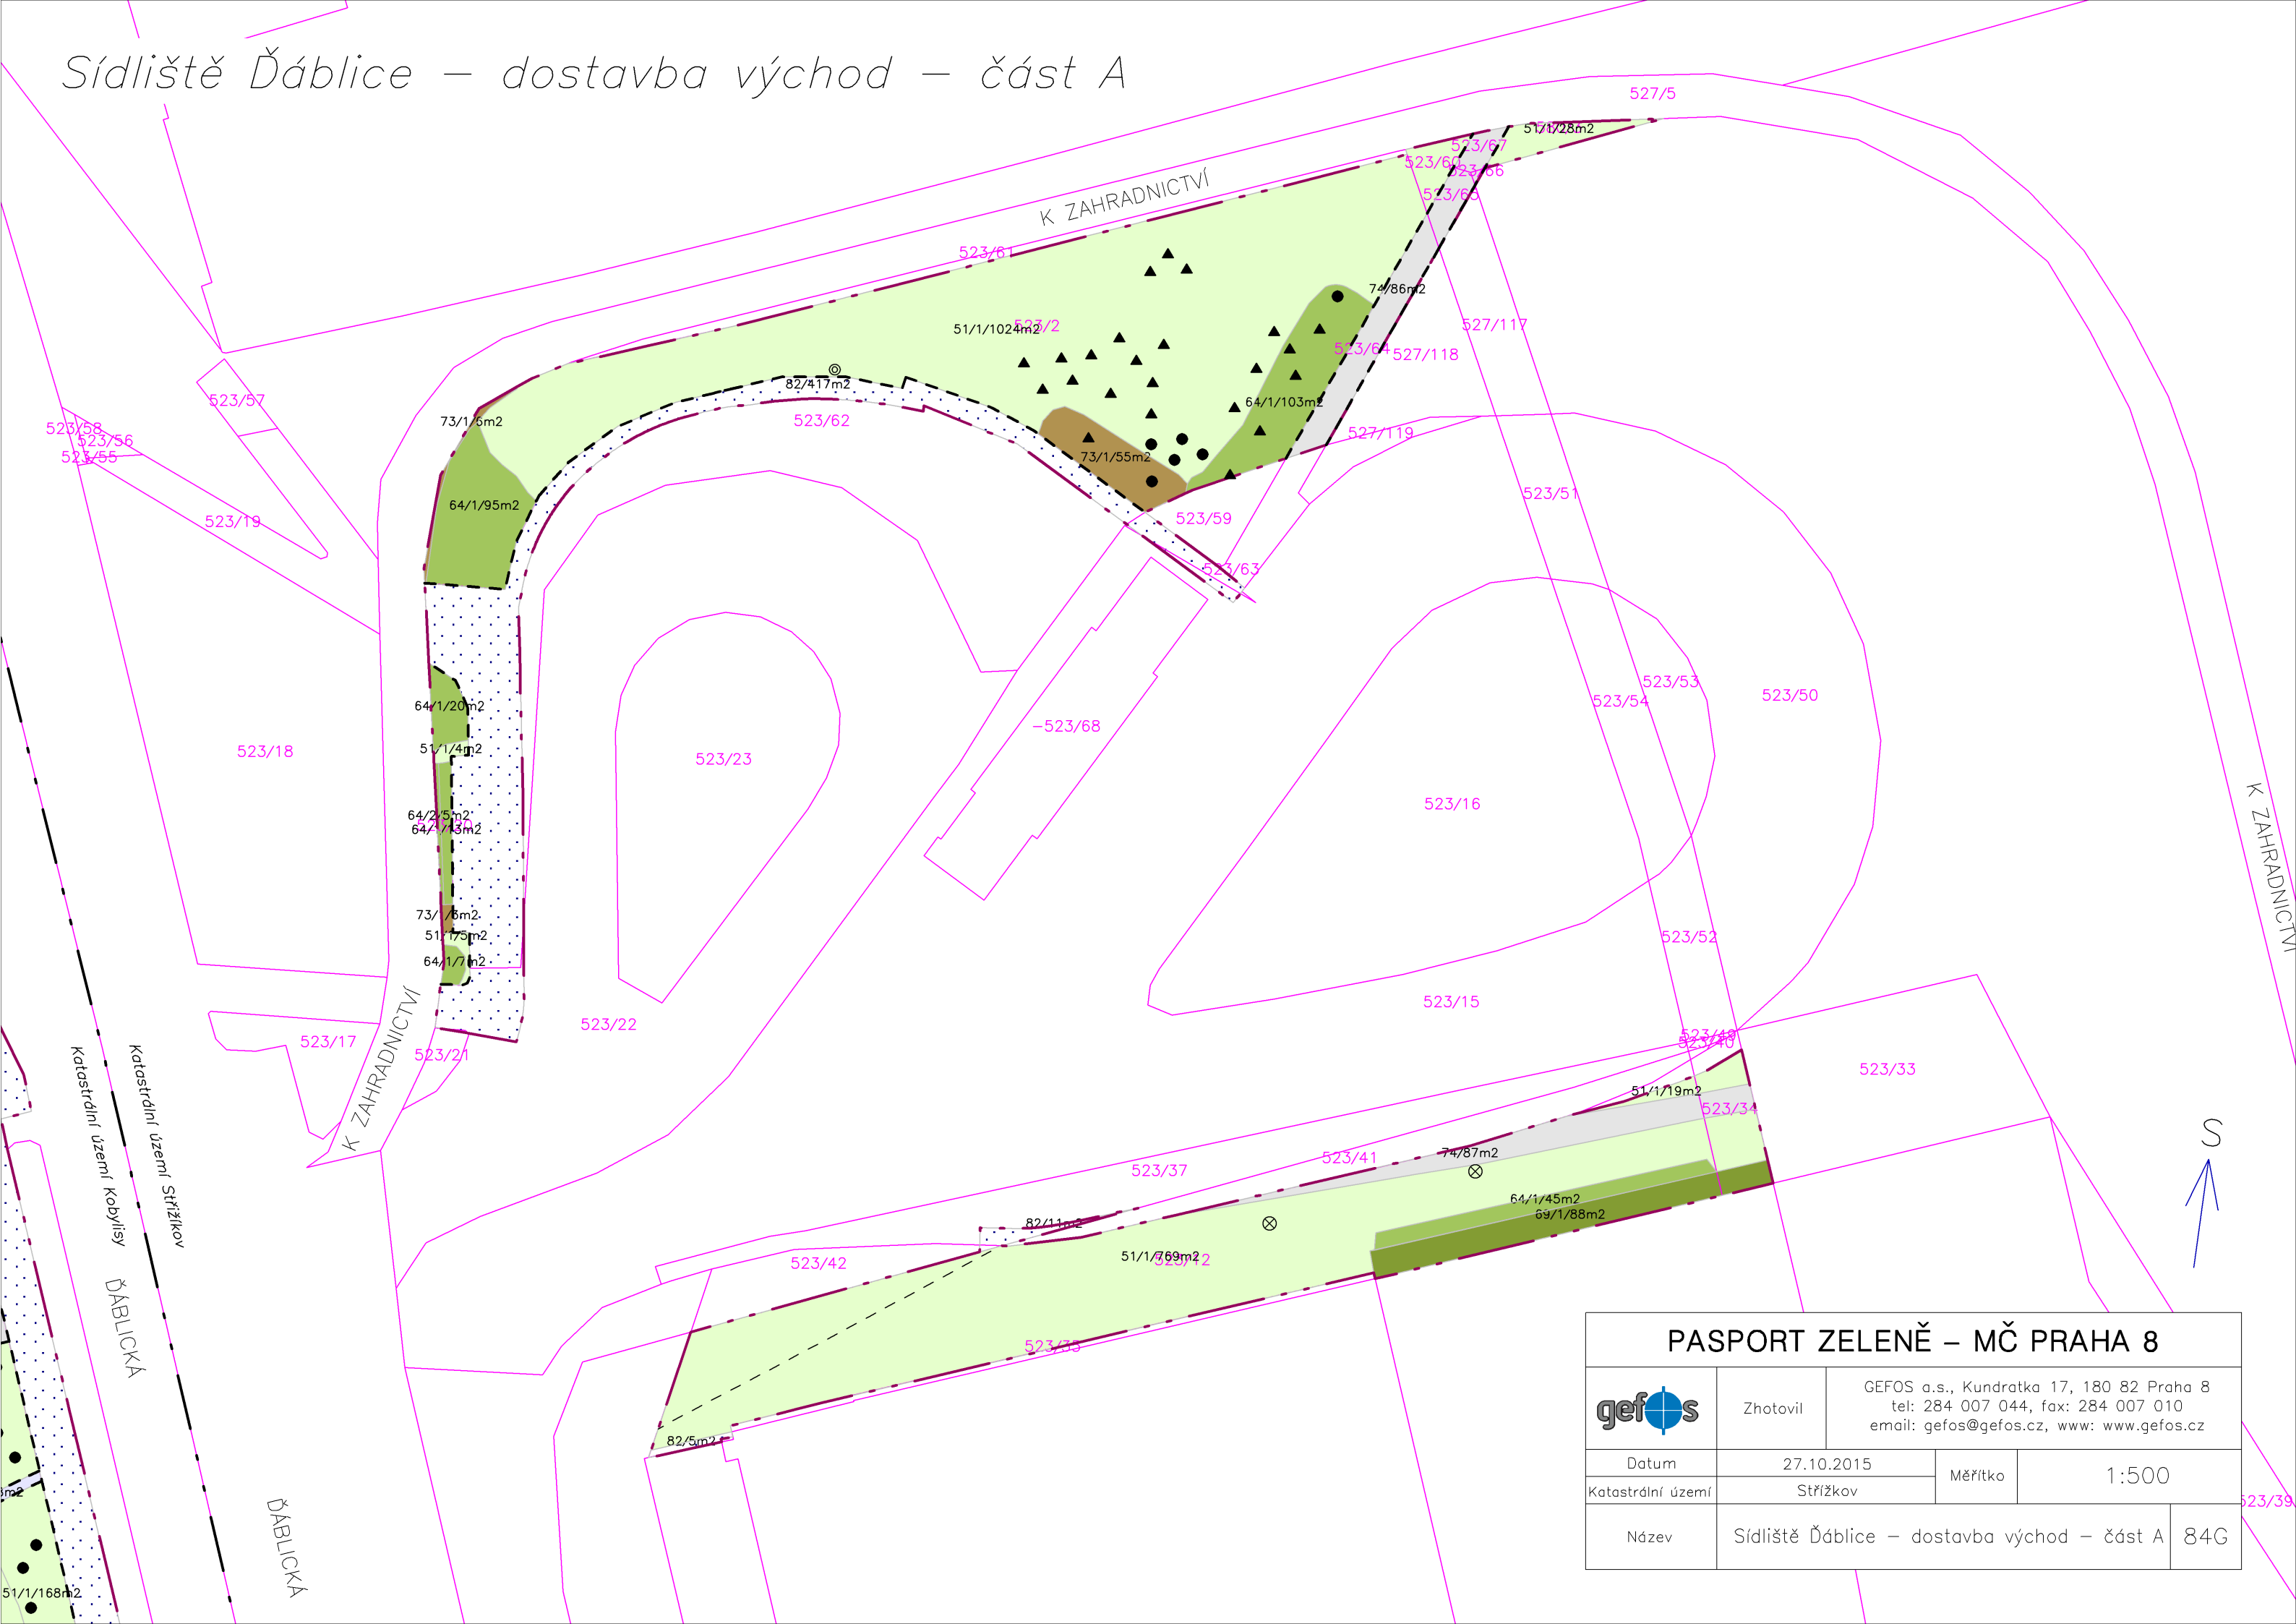 Sídliště Ďáblice – dostavba východ – část A
527/5
51/1/28m2
523/67
523/60
523/66
K ZAHRADNICTVÍ
523/61
74/86m2
51/1/1024m2
523/2
527/117
523/64
527/118
82/417m2
523/57
64/1/103m2
73/1/5m2
523/62
523/58
523/56
527/119
523/55
73/1/55m2
523/51
64/1/95m2
523/59
523/19
523/63
523/53
523/50
523/54
64/1/20m2
-523/68
523/18
51/1/4m2
523/23
K ZAHRADNICTVÍ
523/16
64/2/5m2
64/1/13m2
73/1/6m2
51/1/5m2
523/52
64/1/7m2
523/15
523/22
523/17
523/49
523/40
523/21
K ZAHRADNICTVÍ
523/33
51/1/19m2
523/34
Katastrální území Kobylisy
Katastrální území Střížkov
74/87m2
523/41
523/37
64/1/45m2
69/1/88m2
82/11m2
51/1/769m2
523/12
523/42
S
ĎÁBLICKÁ
523/35
82/5m2
ĎÁBLICKÁ
51/1/168m2
523/39
PASPORT ZELENĚ – MČ PRAHA 8
gefos
Zhotovil
GEFOS a.s., Kundratka 17, 180 82 Praha 8
tel: 284 007 044, fax: 284 007 010
email: gefos@gefos.cz, www: www.gefos.cz
Datum
27.10.2015
Měřítko
1:500
Katastrální území
Střížkov
Název
Sídliště Ďáblice – dostavba východ – část A
84G